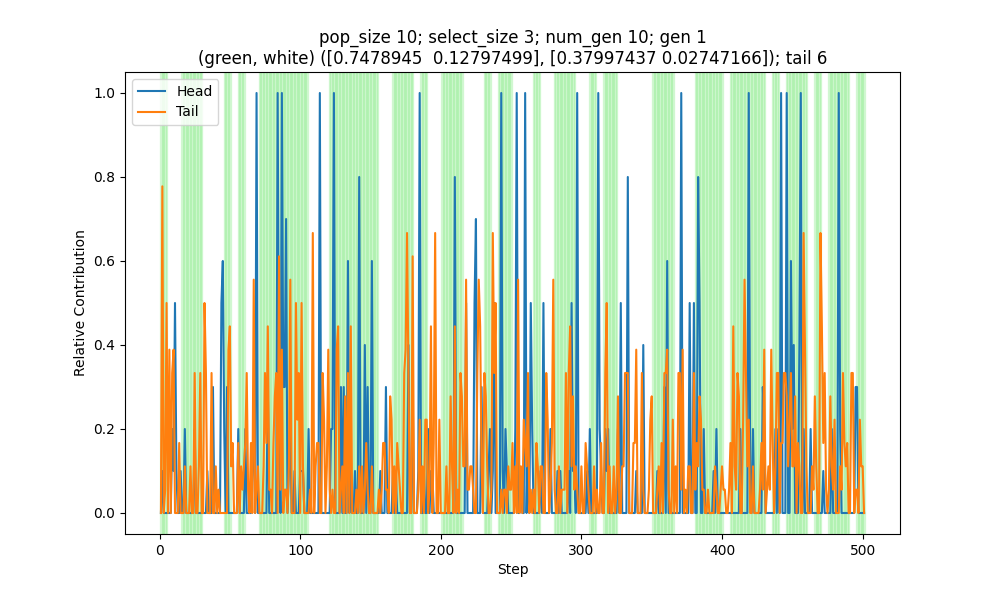 pop_size 10; select_size 3; num_gen 10; gen 1
(green, white) ([0.7478945  0.12797499], [0.37997437 0.02747166]); tail 6
Head
Tail
1.0
0.8
0.6
0.4
0.2
0.0
Relative Contribution
0
100
200
300
400
500
Step